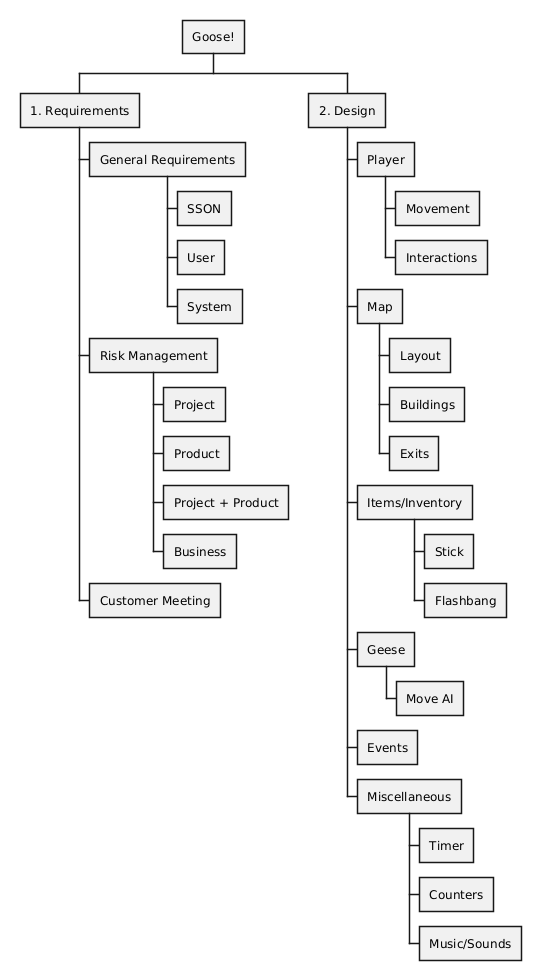 Goose!
1. Requirements
General Requirements
SSON
User
System
Risk Management
Project
Product
Project + Product
Business
Customer Meeting
2. Design
Player
Movement
Interactions
Map
Layout
Buildings
Exits
Items/Inventory
Stick
Flashbang
Geese
Move AI
Events
Miscellaneous
Timer
Counters
Music/Sounds